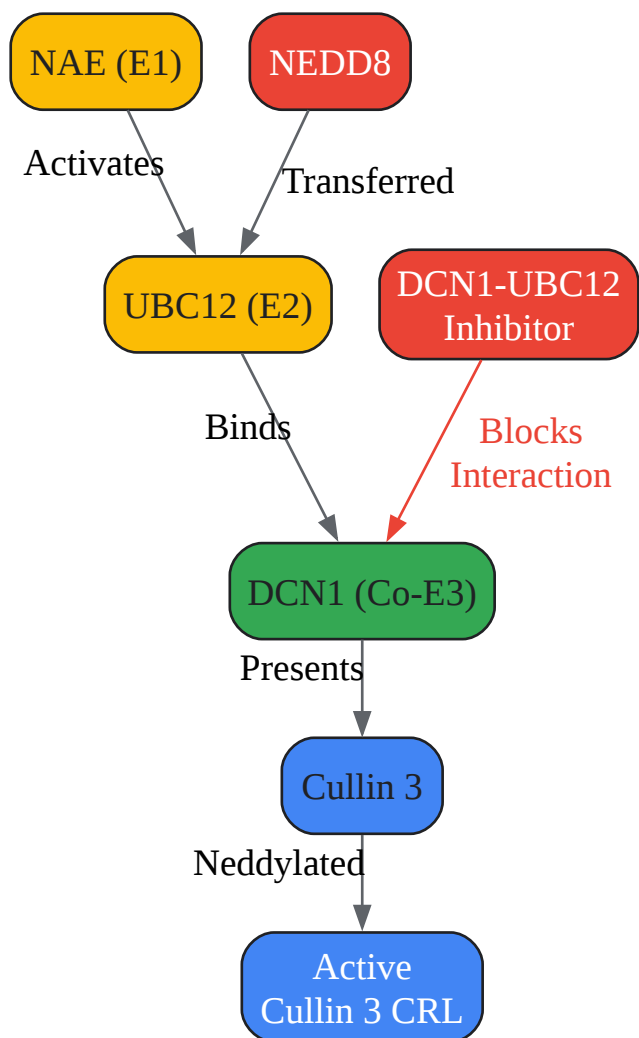 NAE (E1)
NEDD8
Activates
Transferred
UBC12 (E2)
DCN1-UBC12
Inhibitor
Binds
Blocks
Interaction
DCN1 (Co-E3)
Presents
Cullin 3
Neddylated
Active
Cullin 3 CRL